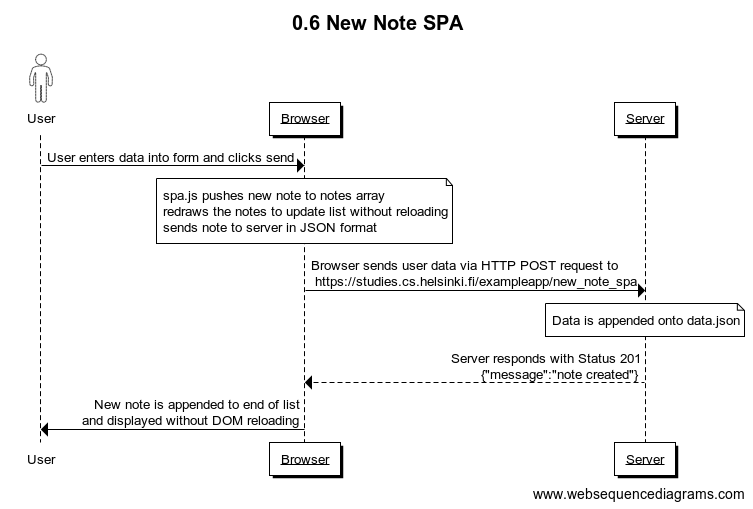 0.6 New Note SPA
User
Browser
Server
User enters data into form and clicks send
spa.js pushes new note to notes array
redraws the notes to update list without reloading
sends note to server in JSON format
Browser sends user data via HTTP POST request to
https://studies.cs.helsinki.fi/exampleapp/new_note_spa
Data is appended onto data.json
Server responds with Status 201
{"message":"note created"}
New note is appended to end of list
and displayed without DOM reloading
User
Browser
Server
www.websequencediagrams.com